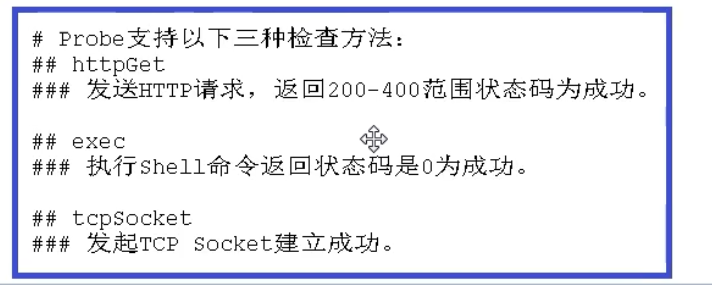 # Probe支持以下三种检查方法:
## httpGet
### 发送HTTP请求，返回200-400范围状态码为成功。
## exec
### 执行Shell命令返回状态码是0为成功。
## tcpSocket
### 发起TCP Socket建立成功。